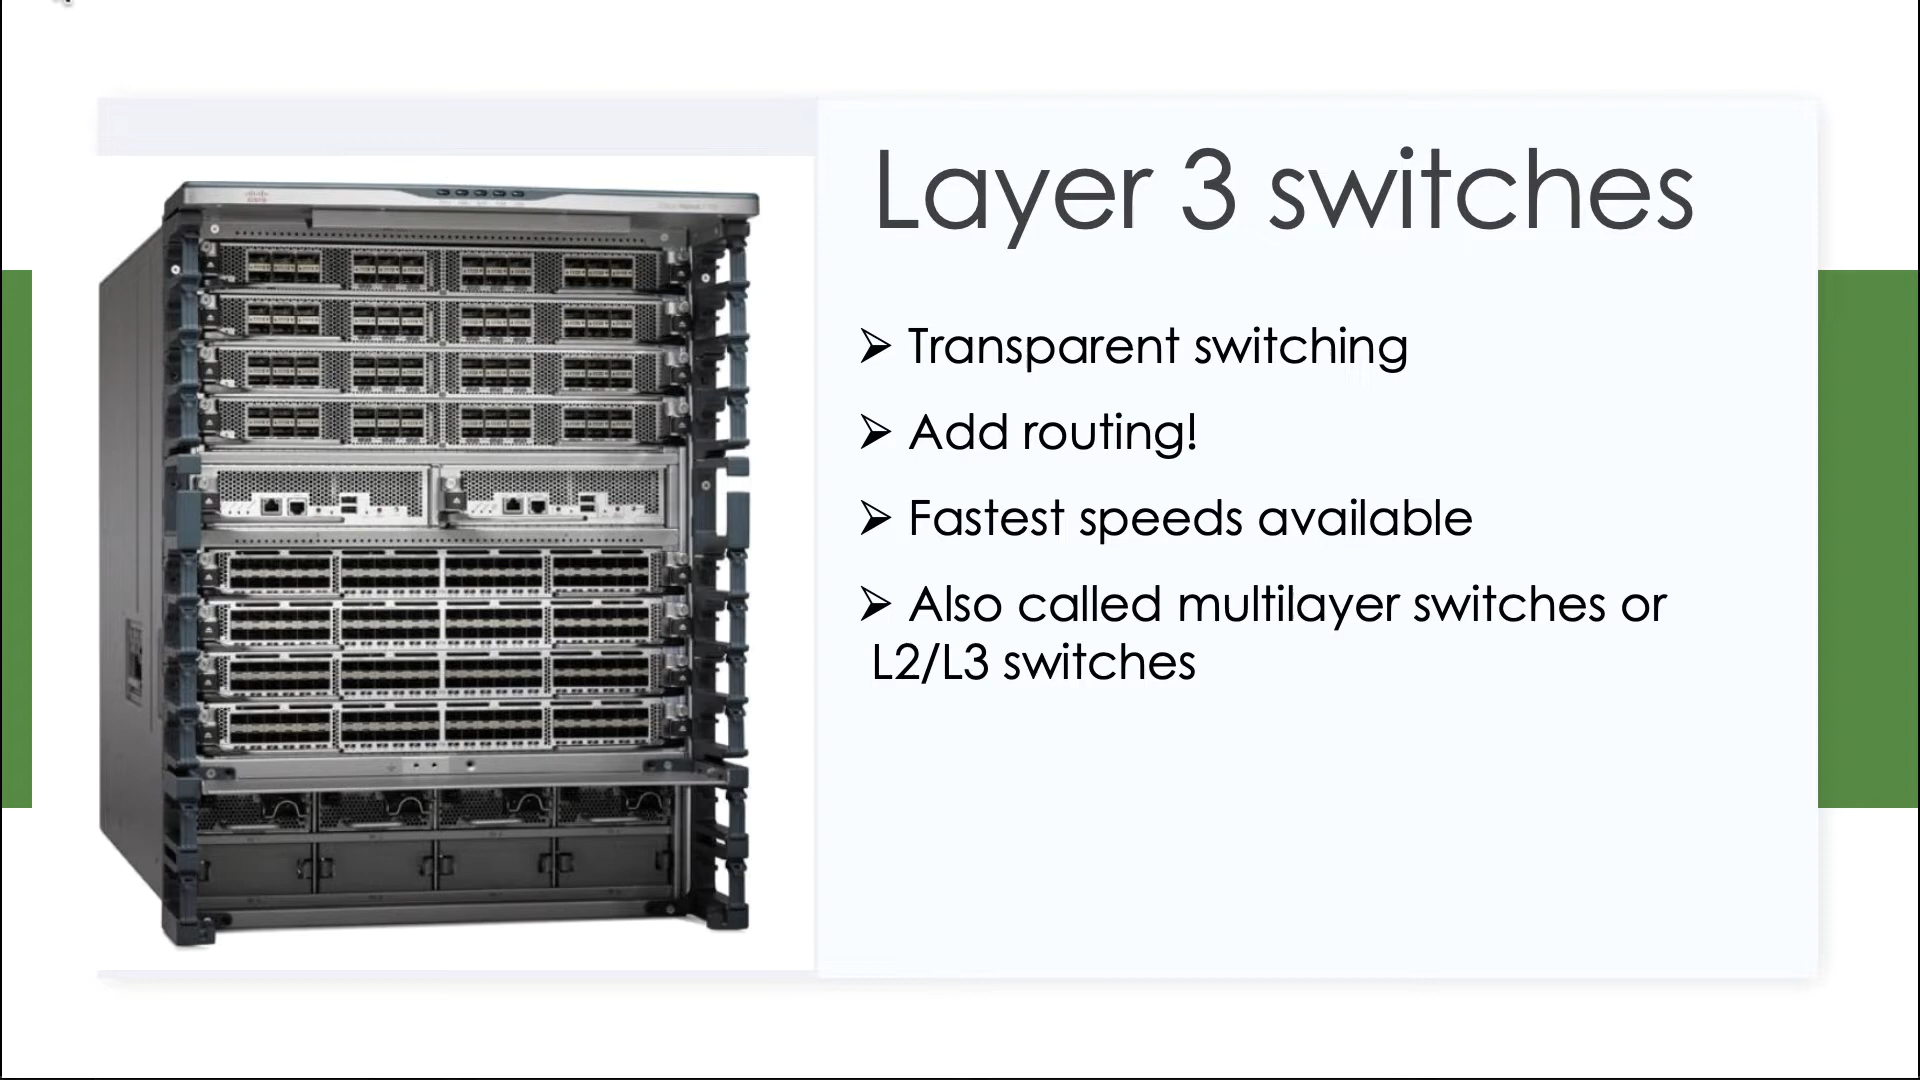 Layer 3 switches
➢ Transparent switching
➢ Add routing!
➢ Fastest speeds available
➢ Also called multilayer switches or
L2/L3 switches